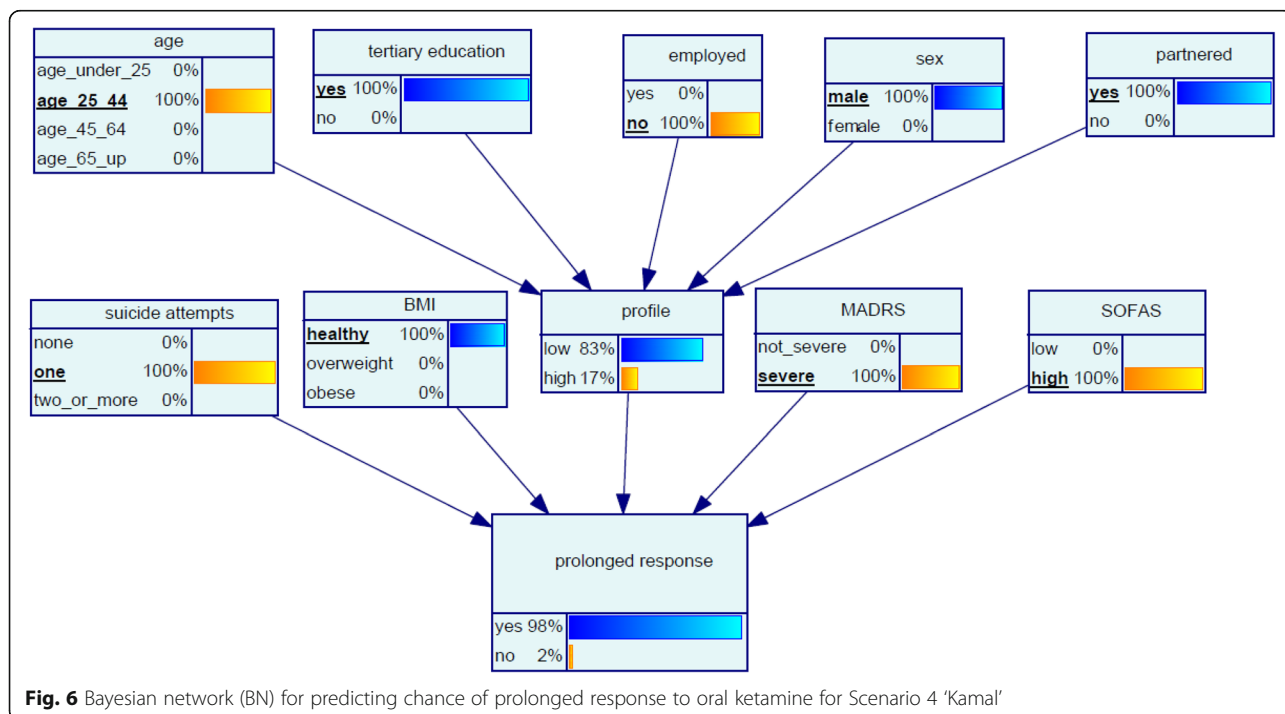 age
age_under_25 0%
age_25_44 100%
age_45_64 0%
age_65_up 0%
tertiary education
yes 100%
no 0%
employed
yes 0%
no 100%
sex
male 100%
female 0%
partnered
yes 100%
no 0%
suicide attempts
none 0%
one 100%
two_or_more 0%
BMI
healthy 100%
overweight 0%
obese 0%
profile
low 83%
high 17%
MADRS
not_severe 0%
severe 100%
SOFAS
low 0%
high 100%
prolonged response
yes 98%
no 2%
Fig. 6 Bayesian network (BN) for predicting chance of prolonged response to oral ketamine for Scenario 4 ‘Kamal’